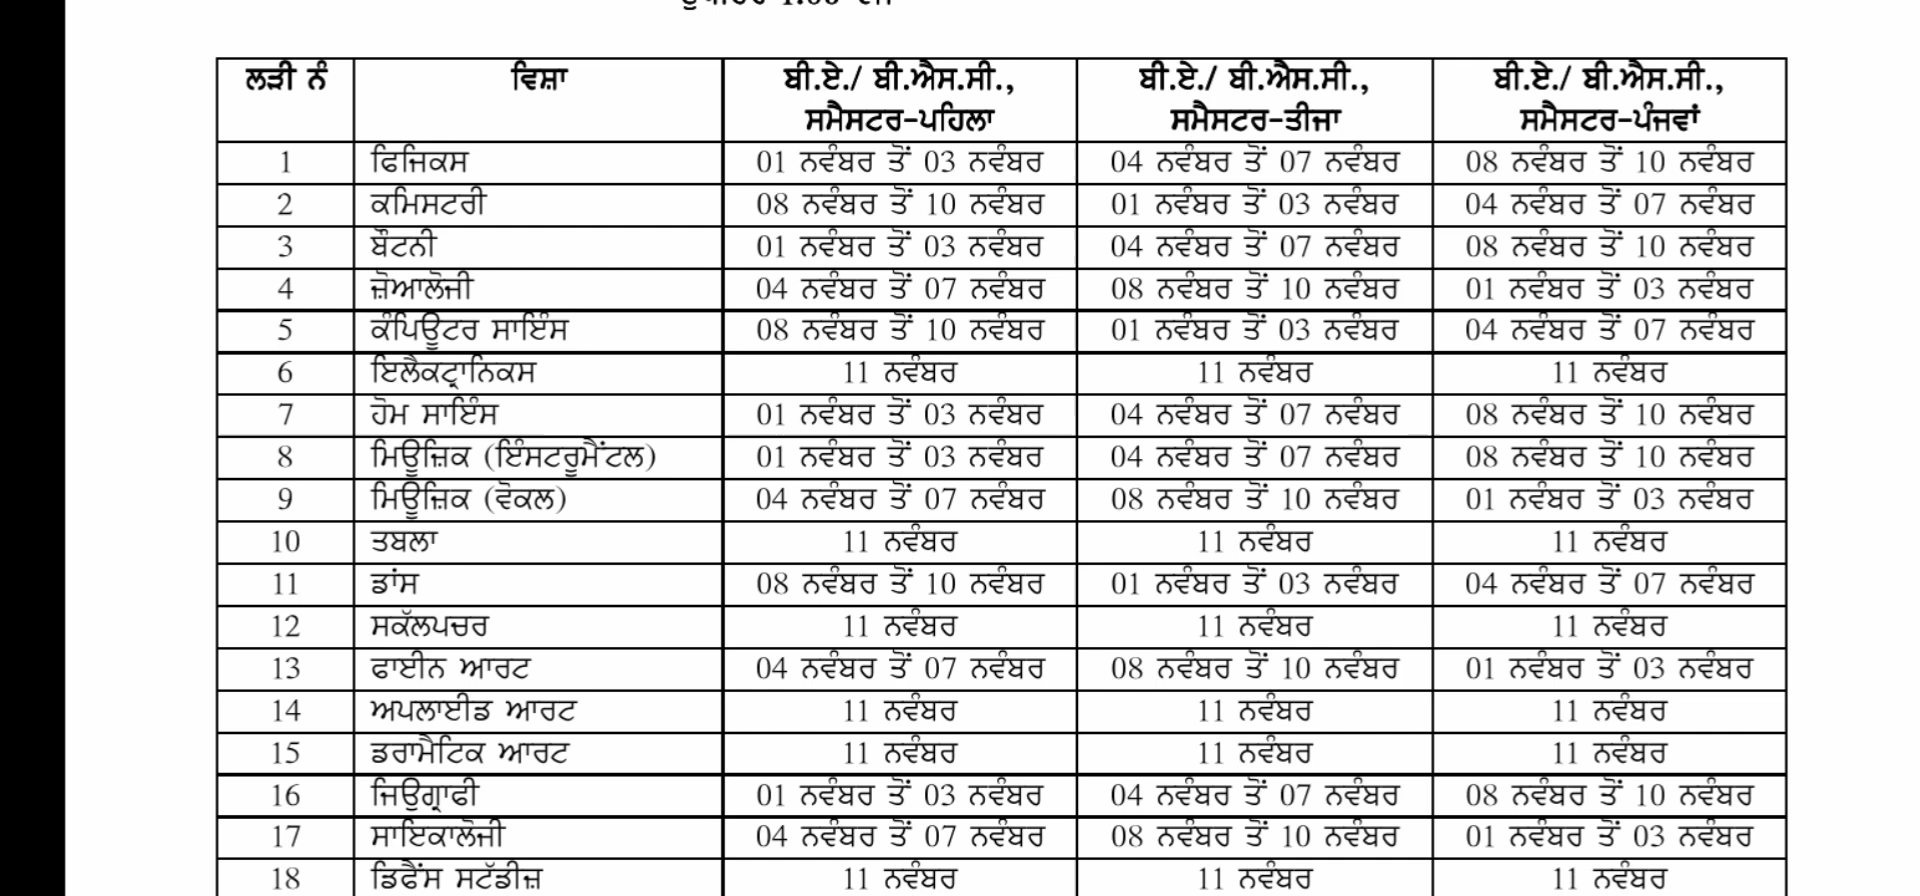 ਲੜੀ ਨੰ ਵਿਸ਼ਾ ਬੀ.ਏ./ ਬੀ.ਐਸ.ਸੀ., ਸਮੈਸਟਰ-ਪਹਿਲਾ ਬੀ.ਏ./ ਬੀ.ਐਸ.ਸੀ., ਸਮੈਸਟਰ-ਤੀਜਾ ਬੀ.ਏ./ ਬੀ.ਐਸ.ਸੀ., ਸਮੈਸਟਰ-ਪੰਜਵਾਂ
1 ਫਿਜਿਕਸ 01 ਨਵੰਬਰ ਤੋਂ 03 ਨਵੰਬਰ 04 ਨਵੰਬਰ ਤੋਂ 07 ਨਵੰਬਰ 08 ਨਵੰਬਰ ਤੋਂ 10 ਨਵੰਬਰ
2 ਕਮਿਸਟਰੀ 08 ਨਵੰਬਰ ਤੋਂ 10 ਨਵੰਬਰ 01 ਨਵੰਬਰ ਤੋਂ 03 ਨਵੰਬਰ 04 ਨਵੰਬਰ ਤੋਂ 07 ਨਵੰਬਰ
3 ਬੌਟਨੀ 01 ਨਵੰਬਰ ਤੋਂ 03 ਨਵੰਬਰ 04 ਨਵੰਬਰ ਤੋਂ 07 ਨਵੰਬਰ 08 ਨਵੰਬਰ ਤੋਂ 10 ਨਵੰਬਰ
4 ਜ਼ੋਆਲੋਜੀ 04 ਨਵੰਬਰ ਤੋਂ 07 ਨਵੰਬਰ 08 ਨਵੰਬਰ ਤੋਂ 10 ਨਵੰਬਰ 01 ਨਵੰਬਰ ਤੋਂ 03 ਨਵੰਬਰ
5 ਕੰਪਿਊਟਰ ਸਾਇੰਸ 08 ਨਵੰਬਰ ਤੋਂ 10 ਨਵੰਬਰ 01 ਨਵੰਬਰ ਤੋਂ 03 ਨਵੰਬਰ 04 ਨਵੰਬਰ ਤੋਂ 07 ਨਵੰਬਰ
6 ਇਲੈਕਟ੍ਰਾਨਿਕਸ 11 ਨਵੰਬਰ 11 ਨਵੰਬਰ 11 ਨਵੰਬਰ
7 ਹੋਮ ਸਾਇੰਸ 01 ਨਵੰਬਰ ਤੋਂ 03 ਨਵੰਬਰ 04 ਨਵੰਬਰ ਤੋਂ 07 ਨਵੰਬਰ 08 ਨਵੰਬਰ ਤੋਂ 10 ਨਵੰਬਰ
8 ਮਿਊਜ਼ਿਕ (ਇੰਸਟਰੂਮੈਂਟਲ) 01 ਨਵੰਬਰ ਤੋਂ 03 ਨਵੰਬਰ 04 ਨਵੰਬਰ ਤੋਂ 07 ਨਵੰਬਰ 08 ਨਵੰਬਰ ਤੋਂ 10 ਨਵੰਬਰ
9 ਮਿਊਜ਼ਿਕ (ਵੋਕਲ) 04 ਨਵੰਬਰ ਤੋਂ 07 ਨਵੰਬਰ 08 ਨਵੰਬਰ ਤੋਂ 10 ਨਵੰਬਰ 01 ਨਵੰਬਰ ਤੋਂ 03 ਨਵੰਬਰ
10 ਤਬਲਾ 11 ਨਵੰਬਰ 11 ਨਵੰਬਰ 11 ਨਵੰਬਰ
11 ਡਾਂਸ 08 ਨਵੰਬਰ ਤੋਂ 10 ਨਵੰਬਰ 01 ਨਵੰਬਰ ਤੋਂ 03 ਨਵੰਬਰ 04 ਨਵੰਬਰ ਤੋਂ 07 ਨਵੰਬਰ
12 ਸਕੱਲਪਚਰ 11 ਨਵੰਬਰ 11 ਨਵੰਬਰ 11 ਨਵੰਬਰ
13 ਫਾਈਨ ਆਰਟ 04 ਨਵੰਬਰ ਤੋਂ 07 ਨਵੰਬਰ 08 ਨਵੰਬਰ ਤੋਂ 10 ਨਵੰਬਰ 01 ਨਵੰਬਰ ਤੋਂ 03 ਨਵੰਬਰ
14 ਅਪਲਾਈਡ ਆਰਟ 11 ਨਵੰਬਰ 11 ਨਵੰਬਰ 11 ਨਵੰਬਰ
15 ਡਰਾਮੈਟਿਕ ਆਰਟ 11 ਨਵੰਬਰ 11 ਨਵੰਬਰ 11 ਨਵੰਬਰ
16 ਜਿਉਗ੍ਰਾਫੀ 01 ਨਵੰਬਰ ਤੋਂ 03 ਨਵੰਬਰ 04 ਨਵੰਬਰ ਤੋਂ 07 ਨਵੰਬਰ 08 ਨਵੰਬਰ ਤੋਂ 10 ਨਵੰਬਰ
17 ਸਾਇਕਾਲੋਜੀ 04 ਨਵੰਬਰ ਤੋਂ 07 ਨਵੰਬਰ 08 ਨਵੰਬਰ ਤੋਂ 10 ਨਵੰਬਰ 01 ਨਵੰਬਰ ਤੋਂ 03 ਨਵੰਬਰ
18 ਡਿਫੈਂਸ ਸਟੱਡੀਜ਼ 11 ਨਵੰਬਰ 11 ਨਵੰਬਰ 11 ਨਵੰਬਰ